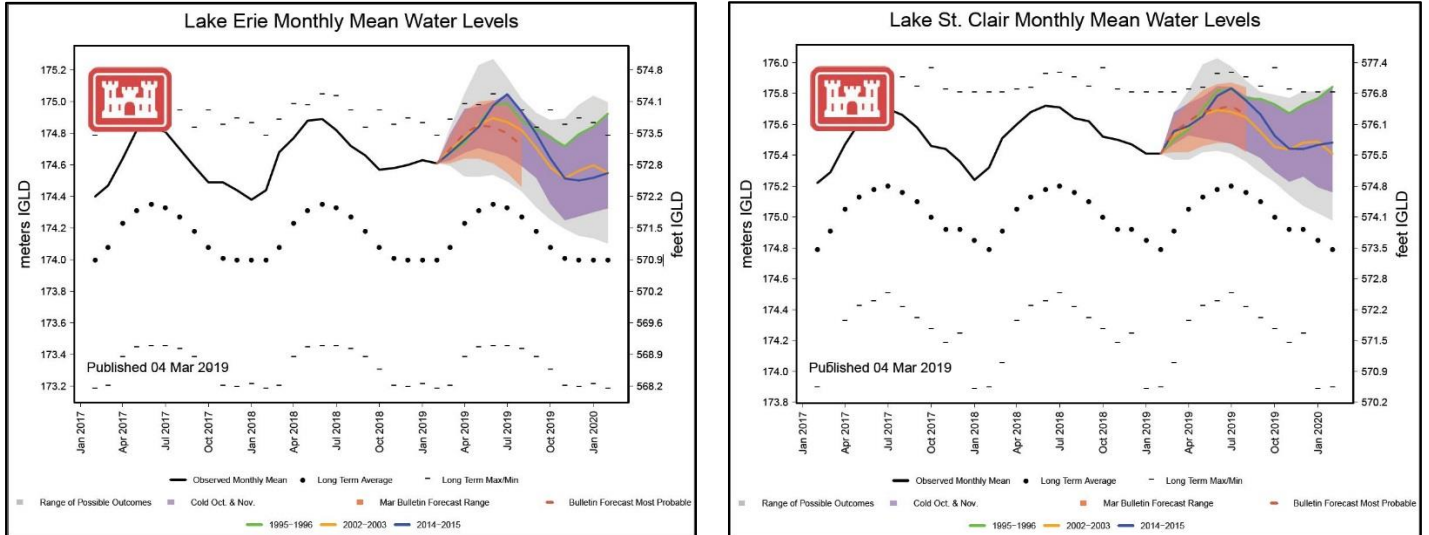 Lake Erie Monthly Mean Water Levels
175.2
175.0
174.8
174.6
174.4
174.2
174.0
173.8
173.6
173.4
173.2
meters IGLD
574.8
574.1
573.5
572.8
572.2
571.5
570.9
570.2
569.6
568.9
568.2
feet IGLD
Published 04 Mar 2019
Jan 2017
Apr 2017
Jul 2017
Oct 2017
Jan 2018
Apr 2018
Jul 2018
Oct 2018
Jan 2019
Apr 2019
Jul 2019
Oct 2019
Jan 2020
Observed Monthly Mean
Long Term Average
Long Term Max/Min
Range of Possible Outcomes
Cold Oct. & Nov.
Mar Bulletin Forecast Range
Bulletin Forecast Most Probable
1995-1996
2002-2003
2014-2015
Lake St. Clair Monthly Mean Water Levels
176.0
175.8
175.6
175.4
175.2
175.0
174.8
174.6
174.4
174.2
174.0
173.8
meters IGLD
577.4
576.8
576.1
575.5
574.8
574.1
573.5
572.8
572.2
571.5
570.9
570.2
feet IGLD
Published 04 Mar 2019
Jan 2017
Apr 2017
Jul 2017
Oct 2017
Jan 2018
Apr 2018
Jul 2018
Oct 2018
Jan 2019
Apr 2019
Jul 2019
Oct 2019
Jan 2020
Observed Monthly Mean
Long Term Average
Long Term Max/Min
Range of Possible Outcomes
Cold Oct. & Nov.
Mar Bulletin Forecast Range
Bulletin Forecast Most Probable
1995-1996
2002-2003
2014-2015